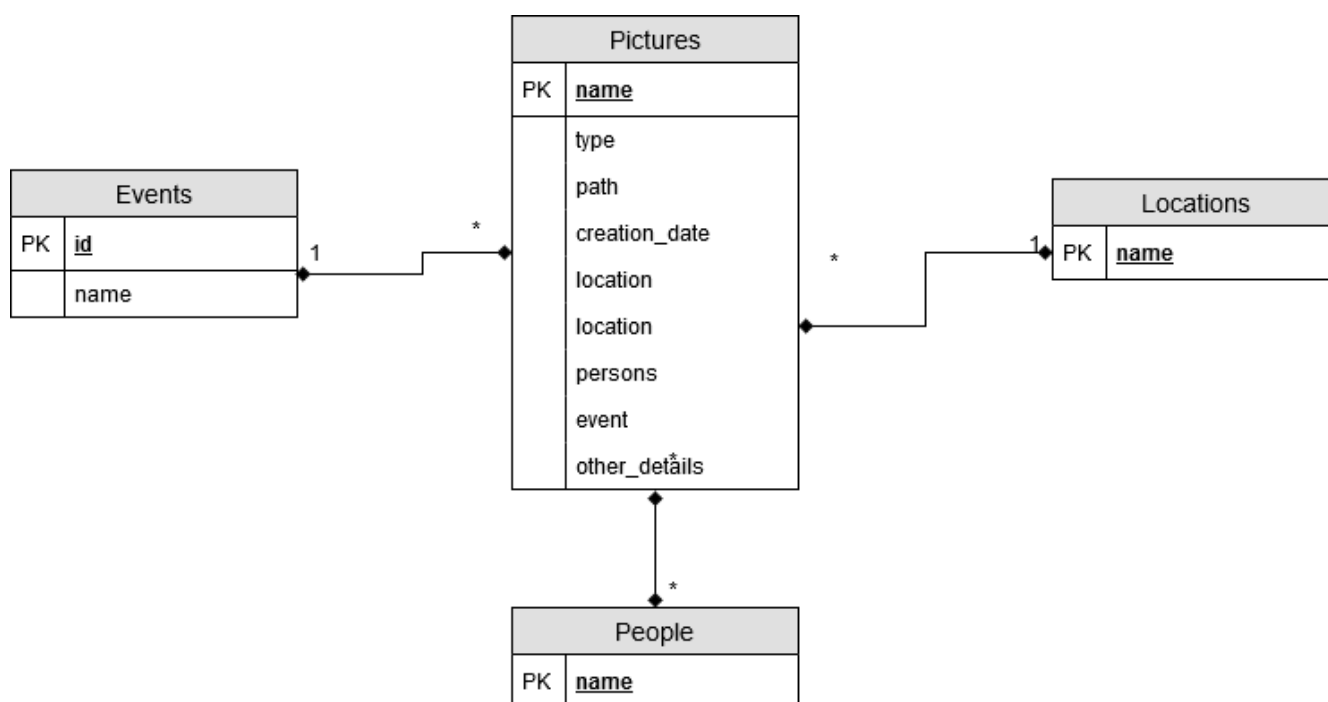 Pictures
PK name
type
path
creation_date
location
location
persons
event
other_details
*
Events
PK id
name
1
*
Locations
PK name
1
*
*
People
PK name